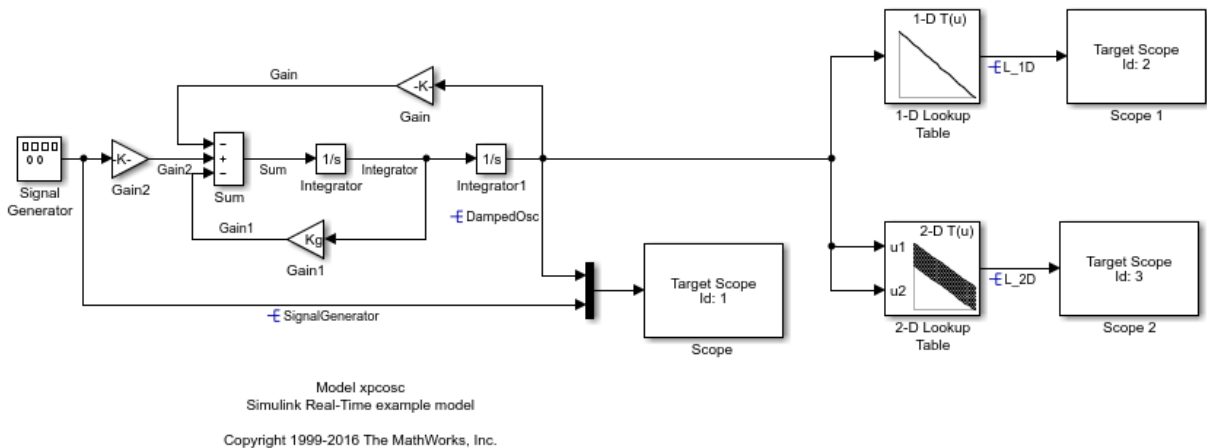 1-D T(u)
Target Scope
Id: 2
L_1D
1-D Lookup
Table
Scope 1
Gain
-K-
Gain
Signal
Generator
-K-
Gain2
Gain2
−
+
−
Sum
Sum
1/s
Integrator
Integrator
1/s
Integrator1
DampedOsc
Gain1
Kg
Gain1
SignalGenerator
Target Scope
Id: 1
Scope
2-D T(u)
u1
u2
2-D Lookup
Table
L_2D
Target Scope
Id: 3
Scope 2
Model xpcosc
Simulink Real-Time example model
Copyright 1999-2016 The MathWorks, Inc.